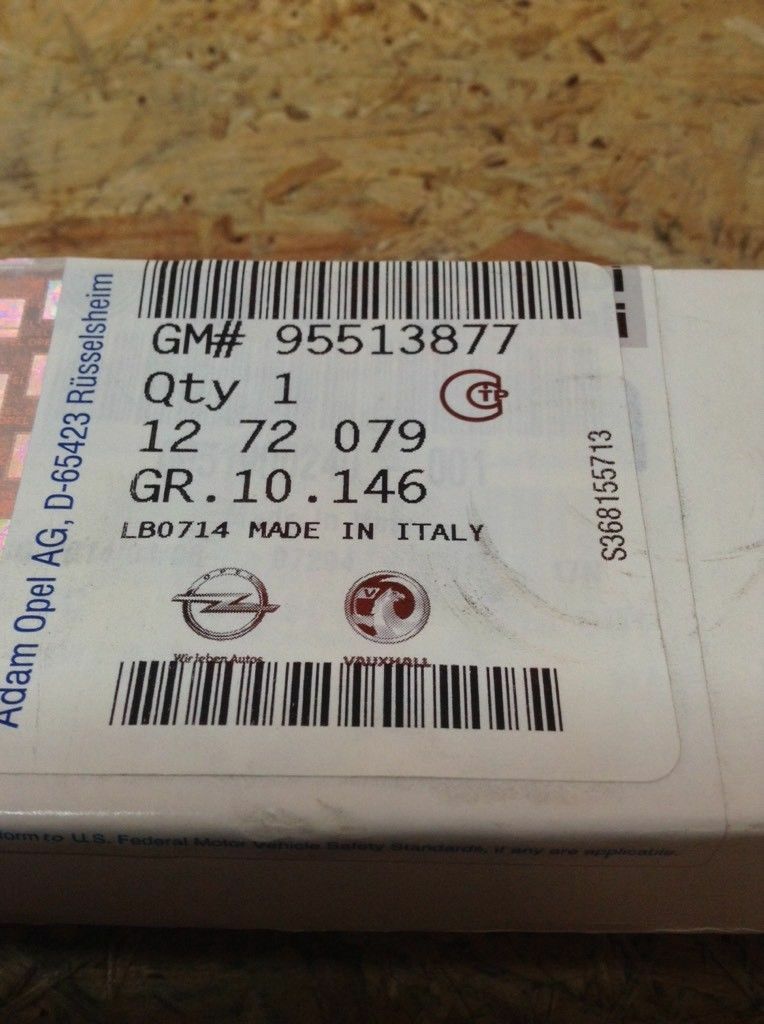 GM# 95513877
Qty 1
12 72 079
GR.10.146
LB0714 MADE IN ITALY
OPEL
Wir leben Autos
V
VAUXHALL
Adam Opel AG, D-65423 Rüsselsheim
S368155713
form to U.S. Federal Motor Vehicle Safety Standards, if any are applicable.